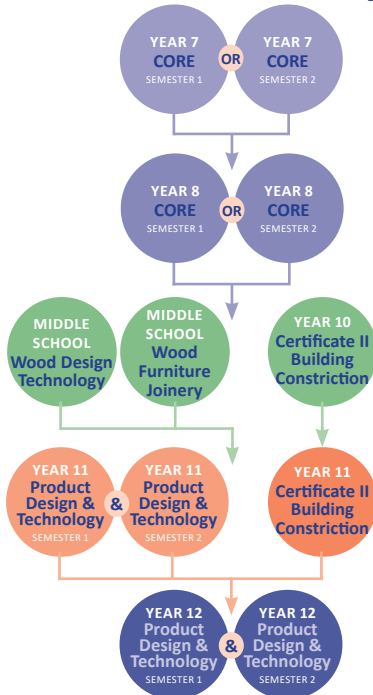 YEAR 7
CORE
SEMESTER 1
OR
YEAR 7
CORE
SEMESTER 2
YEAR 8
CORE
SEMESTER 1
OR
YEAR 8
CORE
SEMESTER 2
MIDDLE
SCHOOL
Wood Design
Technology
MIDDLE
SCHOOL
Wood
Furniture
Joinery
YEAR 10
Certificate II
Building
Constriction
YEAR 11
Product
Design &
Technology
SEMESTER 1
&
YEAR 11
Product
Design &
Technology
SEMESTER 2
YEAR 11
Certificate II
Building
Constriction
YEAR 12
Product
Design &
Technology
SEMESTER 1
&
YEAR 12
Product
Design &
Technology
SEMESTER 2